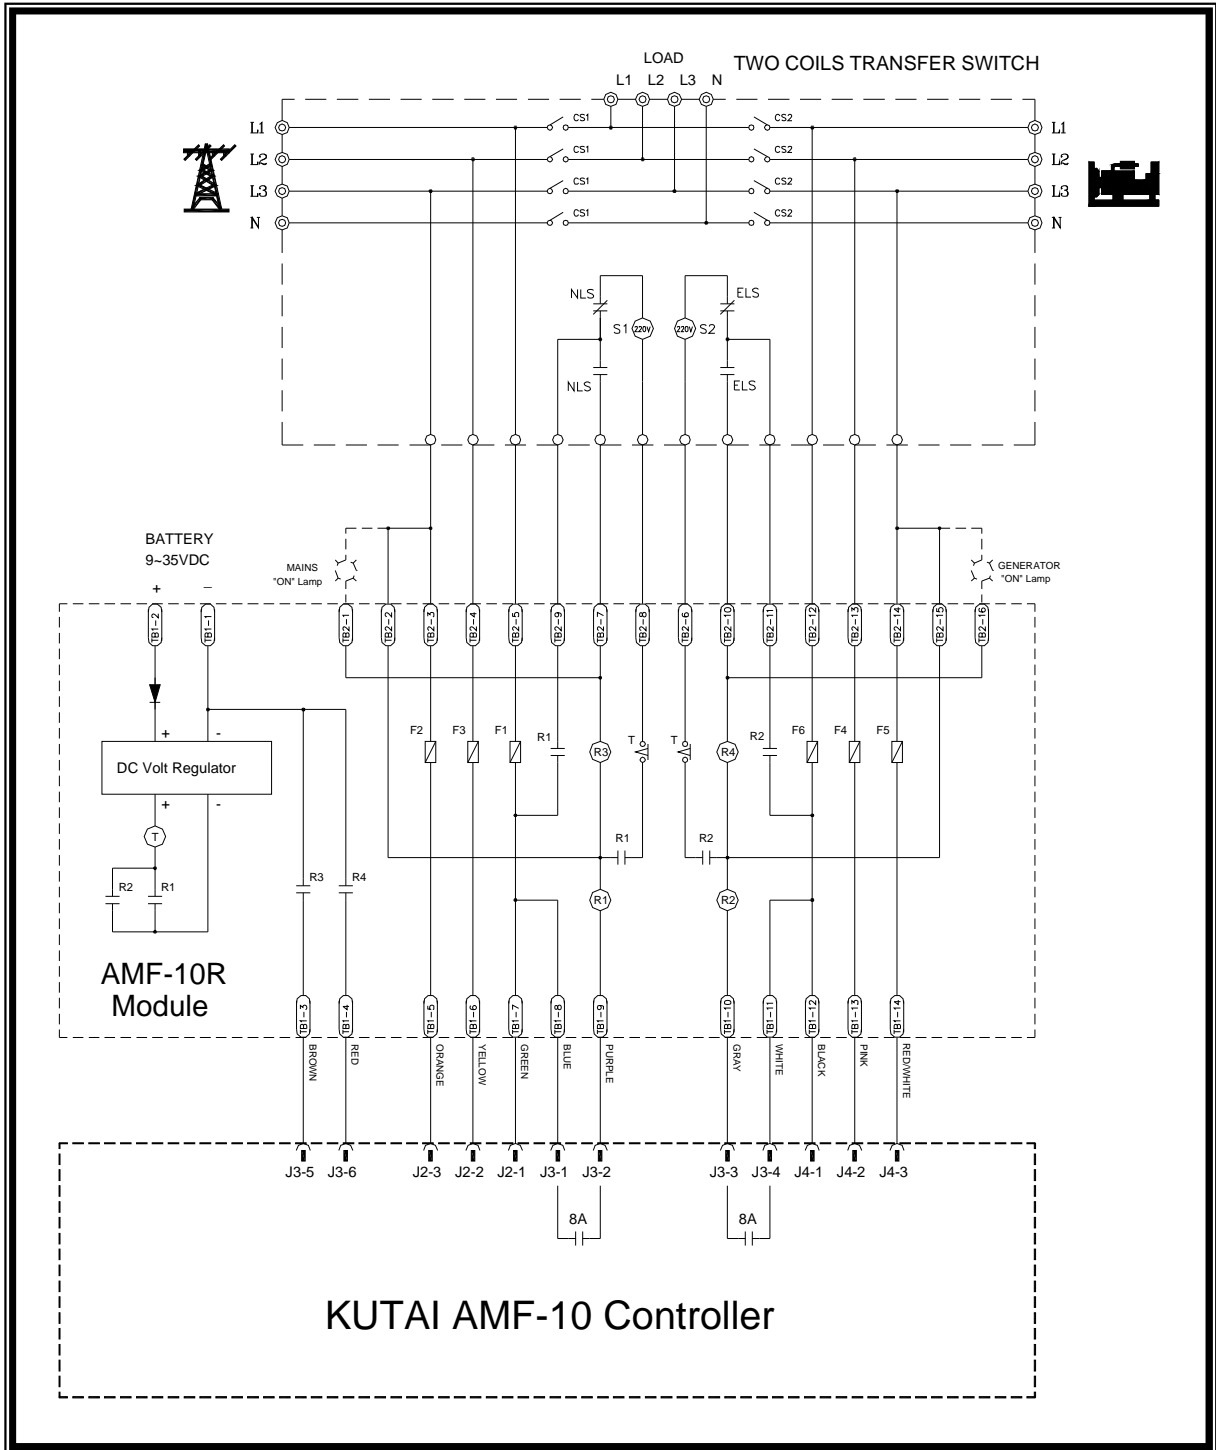 LOAD
TWO COILS TRANSFER SWITCH
L1 L2 L3 N
L1 CS1 CS2 L1
L2 CS1 CS2 L2
L3 CS1 CS2 L3
N CS1 CS2 N
NLS ELS
S1 220V 220V S2
NLS ELS
BATTERY
9~35VDC
+ −
MAINS
"ON" Lamp
GENERATOR
"ON" Lamp
TB1-2 TB1-1 TB2-1 TB2-2 TB2-3 TB2-4 TB2-5 TB2-9 TB2-7 TB2-8 TB2-6 TB2-10 TB2-11 TB2-12 TB2-13 TB2-14 TB2-15 TB2-16
+ -
F2 F3 F1 R1 R3 T T R4 R2 F6 F4 F5
DC Volt Regulator
+ -
T
R1 R2
R2 R1 R3 R4
R1 R2
AMF-10R
Module
TB1-3 TB1-4 TB1-5 TB1-6 TB1-7 TB1-8 TB1-9 TB1-10 TB1-11 TB1-12 TB1-13 TB1-14
BROWN RED ORANGE YELLOW GREEN BLUE PURPLE GRAY WHITE BLACK PINK RED/WHITE
J3-5 J3-6 J2-3 J2-2 J2-1 J3-1 J3-2 J3-3 J3-4 J4-1 J4-2 J4-3
8A 8A
KUTAI AMF-10 Controller